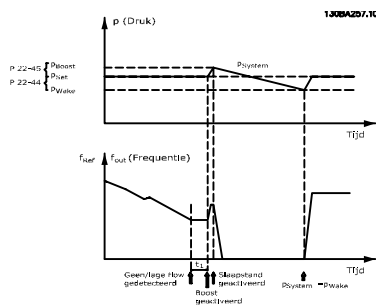 130BA257.10
p (Druk)
P 22-45 { PBoost
PSet
P 22-44 { PWake
PSystem
Tijd
fRef fout (Frequentie)
Tijd
t1
Geen/lage flow gedetecteerd
Boost geactiveerd
Slaapstand geactiveerd
PSystem =PWake